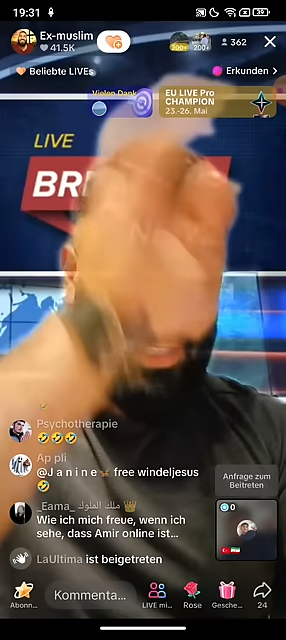 19:31
39
Ex-muslim
41.5K
200+
200+
362
Beliebte LIVEs
Erkunden >
Vielen Dank
EU LIVE Pro
CHAMPION
23.-26. Mai
LIVE
BR
Psychotherapie
🤣🤣🤣
Ap pli
@J a n i n e🦋 free windeljesus
🤣
_Eama_ ملك الملوك 👑
Wie ich mich freue, wenn ich
sehe, dass Amir online ist...
LaUltima ist beigetreten
Anfrage zum
Beitreten
0
Abonn...
Kommenta...
LIVE mi...
Rose
Gesche...
24